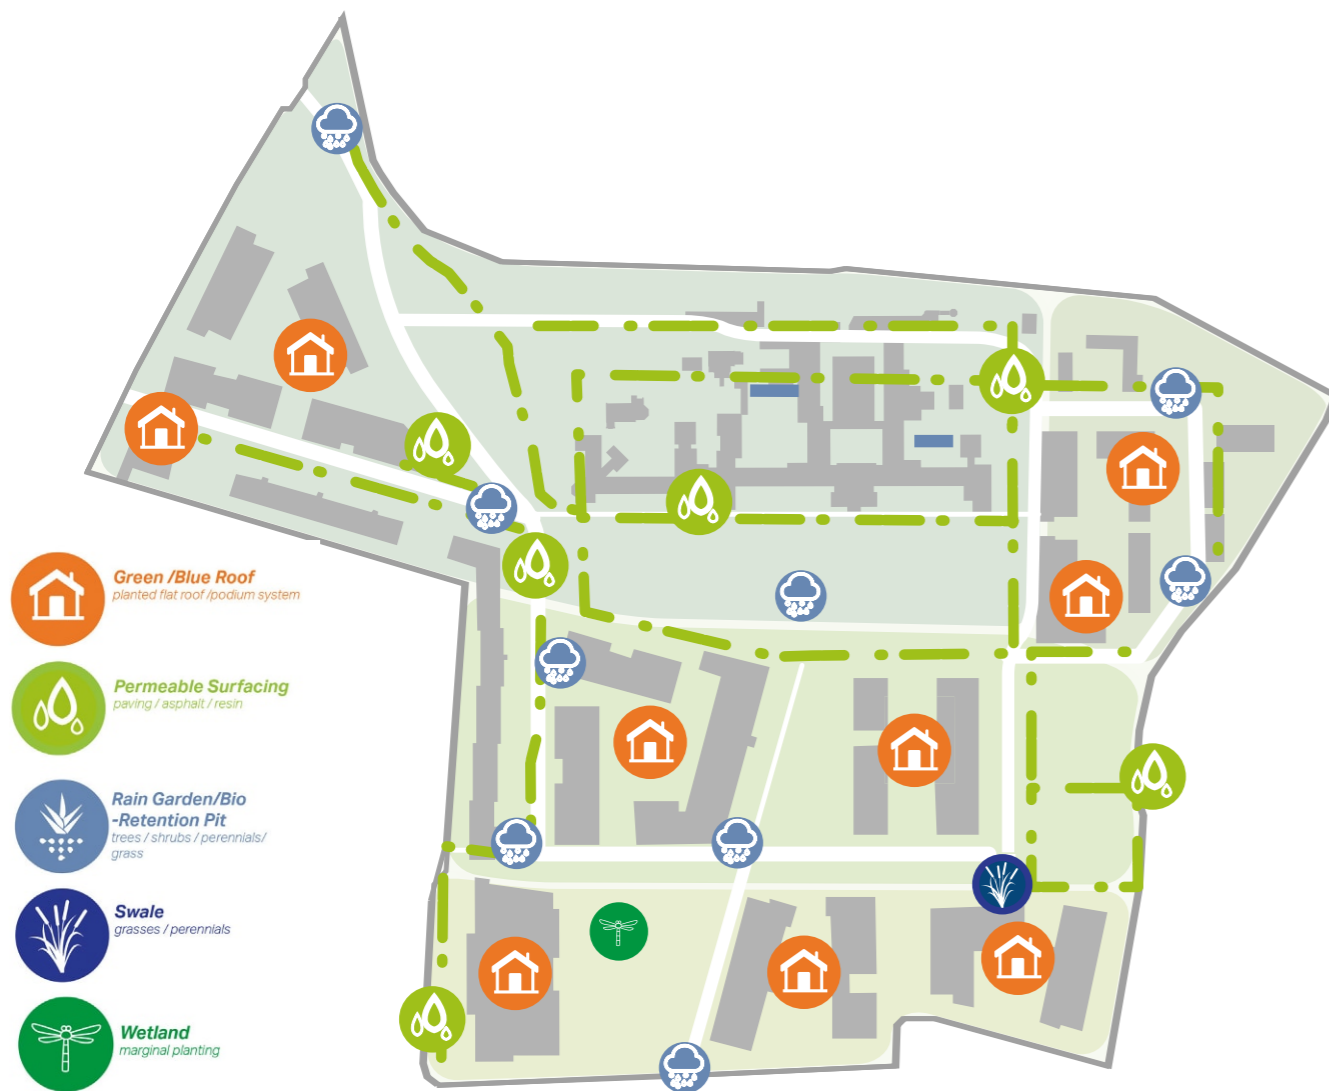 Green /Blue Roof
planted flat roof /podium system
Permeable Surfacing
paving / asphalt / resin
Rain Garden/Bio
-Retention Pit
trees / shrubs / perennials/
grass
Swale
grasses / perennials
Wetland
marginal planting